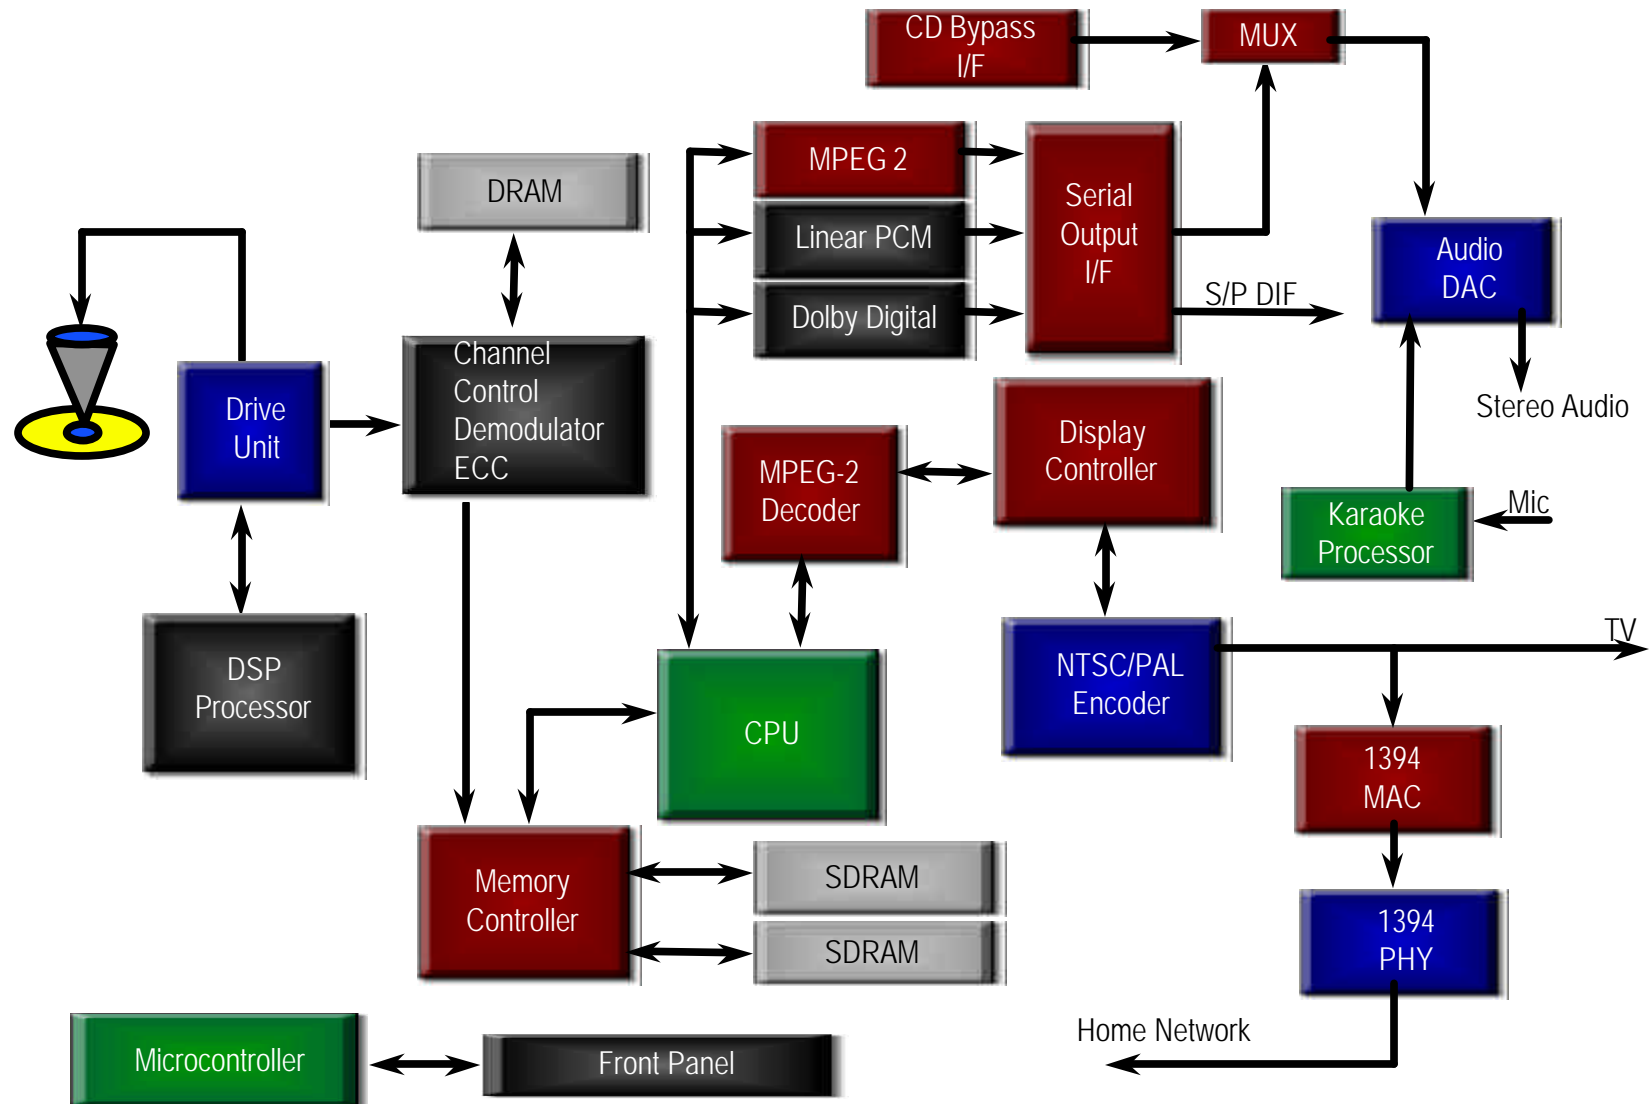 CD Bypass
I/F
MUX
MPEG 2
Linear PCM
Dolby Digital
Serial
Output
I/F
S/P DIF
Audio
DAC
Stereo Audio
DRAM
Channel
Control
Demodulator
ECC
Drive
Unit
DSP
Processor
MPEG-2
Decoder
Display
Controller
Karaoke
Processor
Mic
CPU
NTSC/PAL
Encoder
TV
1394
MAC
1394
PHY
Home Network
Memory
Controller
SDRAM
SDRAM
Microcontroller
Front Panel